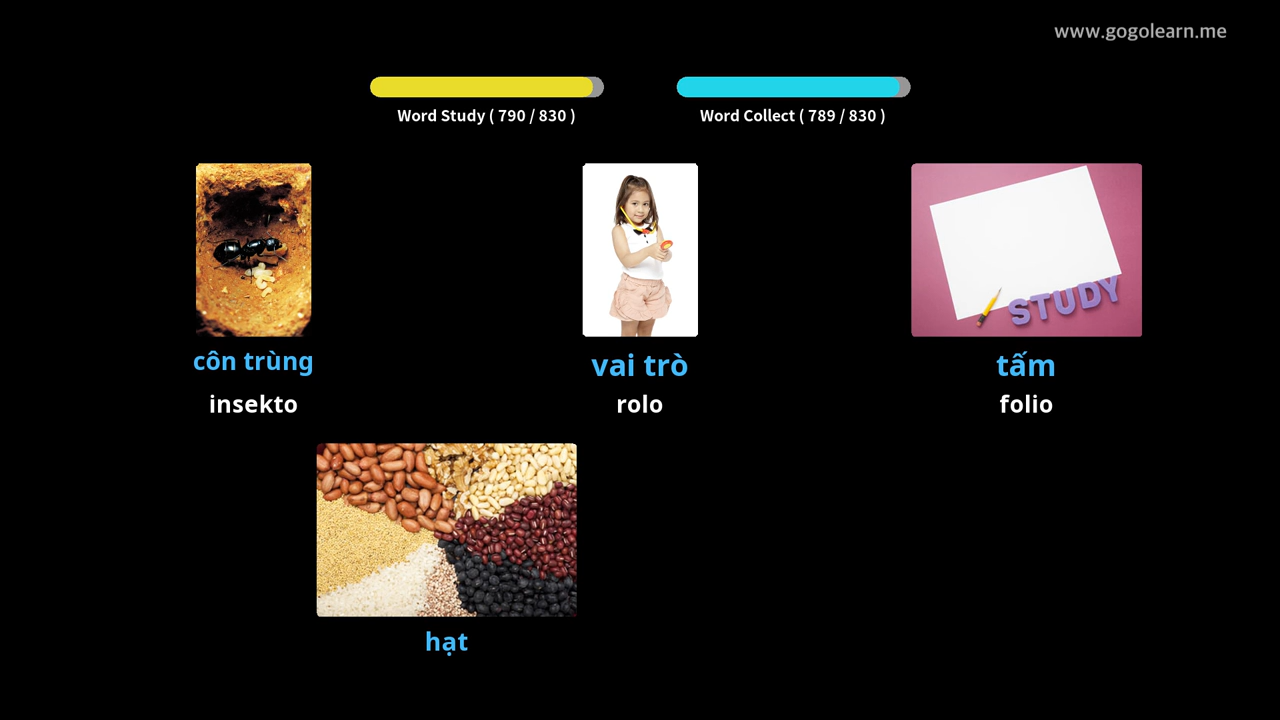 www.gogolearn.me
Word Study ( 790 / 830 )
Word Collect ( 789 / 830 )
STUDY
côn trùng
vai trò
tấm
insekto
rolo
folio
hạt